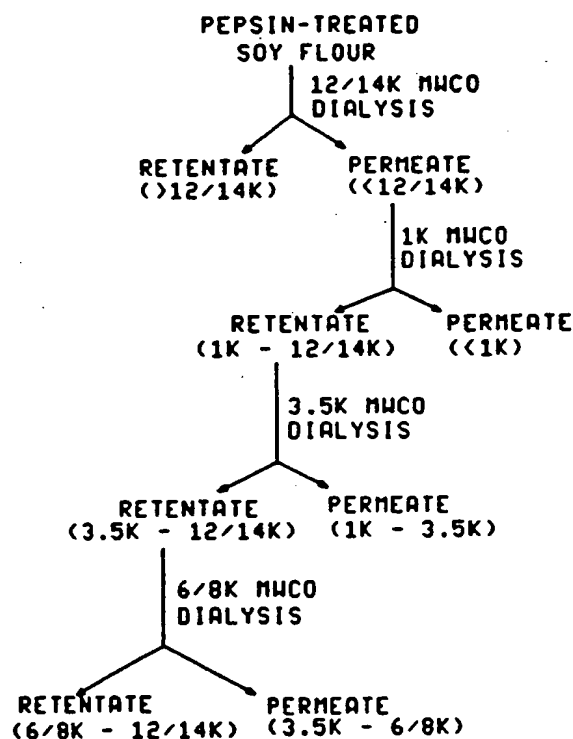 PEPSIN-TREATED
SOY FLOUR
12/14K MWCO
DIALYSIS
RETENTATE PERMEATE
(>12/14K) (<12/14K)
1K MWCO
DIALYSIS
RETENTATE PERMEATE
(1K - 12/14K) (<1K)
3.5K MWCO
DIALYSIS
RETENTATE PERMEATE
(3.5K - 12/14K) (1K - 3.5K)
6/8K MWCO
DIALYSIS
RETENTATE PERMEATE
(6/8K - 12/14K) (3.5K - 6/8K)